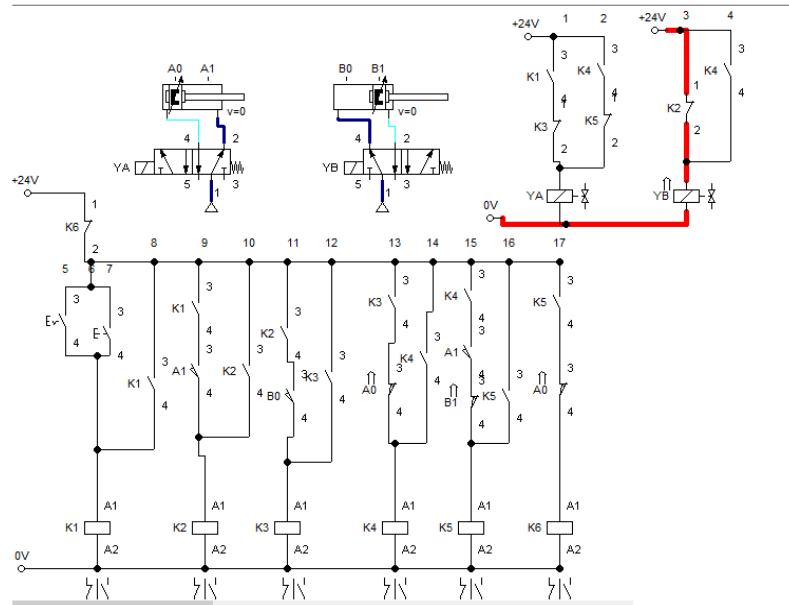 1 2 3 4
+24V +24V
3 3 3
A0 A1 B0 B1
K1 K4 K4
4 4 1 4
v=0 v=0
K2
K3 K5
4 2 4 2
2 2 2
YA YB
5 3 5 3
1 1
+24V
YA YB
0V
1
K6
2
8 9 10 11 12 13 14 15 16 17
5 6 7
3 3 3 3 3 3
K1 K3 K4 K5
E E K2
4 4 4 4 4 4 4
3 3 3 3 3 3
A1 K4 A1
K1 A1 K2 B0 K3 A0 B1 K5 A0
4 4 4 4 4 4 4 4 4 4
A1 A1 A1 A1 A1 A1
K1 K2 K3 K4 K5 K6
A2 A2 A2 A2 A2 A2
0V